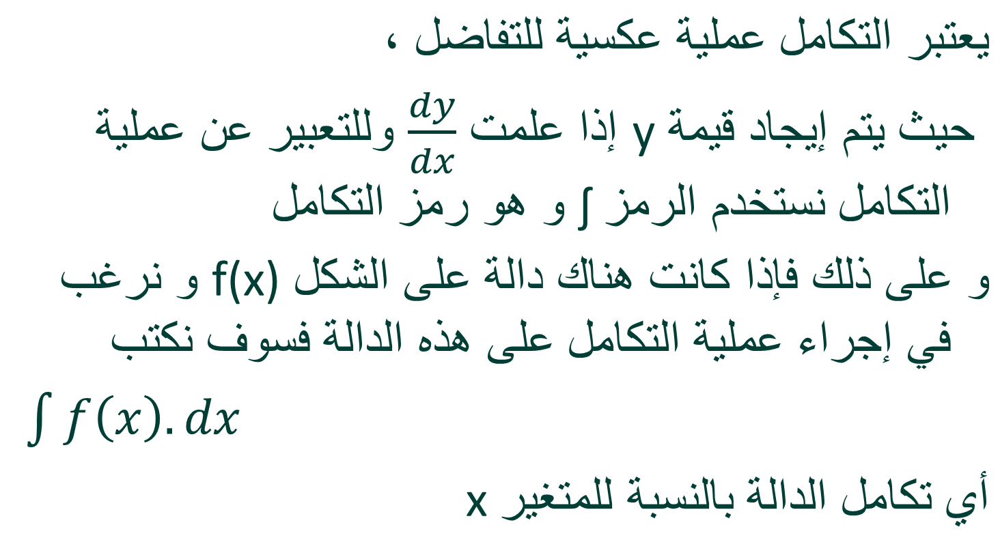 يعتبر التكامل عملية عكسية للتفاضل ،
حيث يتم إيجاد قيمة y إذا علمت dy/dx وللتعبير عن عملية
التكامل نستخدم الرمز ∫ و هو رمز التكامل
و على ذلك فإذا كانت هناك دالة على الشكل f(x) و نرغب
في إجراء عملية التكامل على هذه الدالة فسوف نكتب
∫ f(x). dx
أي تكامل الدالة بالنسبة للمتغير x